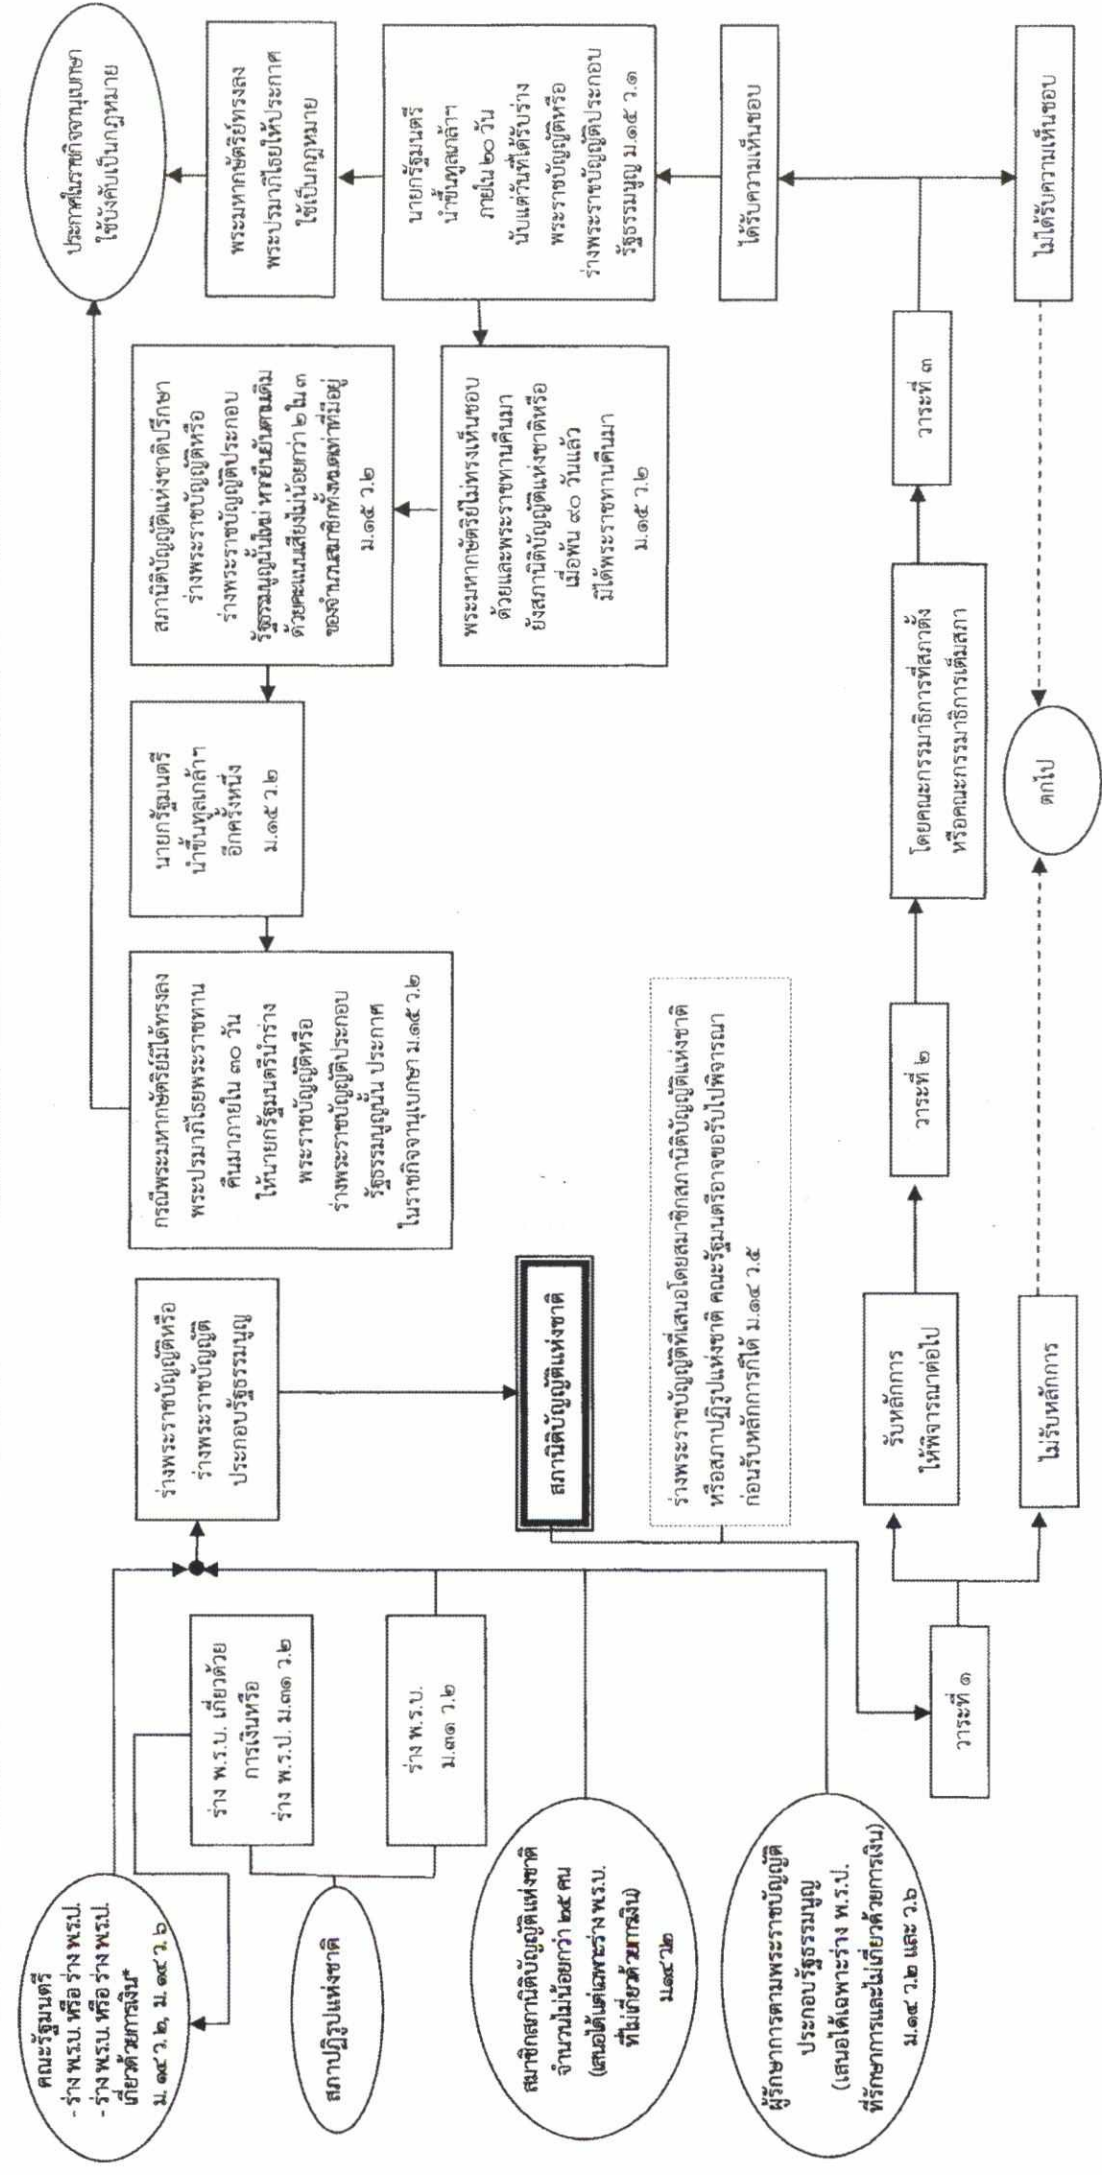 คณะรัฐมนตรี
- ร่าง พ.ร.บ. หรือ ร่าง พ.ร.ป.
- ร่าง พ.ร.บ. หรือ ร่าง พ.ร.ป.
เกี่ยวด้วยการเงิน*
ม. ๑๔ ว. ๒, ม. ๑๔ ว. ๖
สภาปฏิรูปแห่งชาติ
สมาชิกสภานิติบัญญัติแห่งชาติ
จำนวนไม่น้อยกว่า ๒๕ คน
(เสนอได้แต่เฉพาะร่าง พ.ร.บ.
ที่ไม่เกี่ยวด้วยการเงิน)
ม.๑๔ ว.๒
ผู้รักษาการตามพระราชบัญญัติ
ประกอบรัฐธรรมนูญ
(เสนอได้เฉพาะร่าง พ.ร.ป.
ที่รักษาการและไม่เกี่ยวด้วยการเงิน)
ม.๑๔ ว.๒ และ ว.๖
ร่าง พ.ร.บ. เกี่ยวด้วย
การเงินหรือ
ร่าง พ.ร.ป. ม.๓๑ ว.๒
ร่าง พ.ร.บ.
ม.๓๑ ว.๒
ร่างพระราชบัญญัติหรือ
ร่างพระราชบัญญัติ
ประกอบรัฐธรรมนูญ
สภานิติบัญญัติแห่งชาติ
ร่างพระราชบัญญัติที่เสนอโดยสมาชิกสภานิติบัญญัติแห่งชาติ
หรือสภาปฏิรูปแห่งชาติ คณะรัฐมนตรีอาจขอรับไปพิจารณา
ก่อนรับหลักการก็ได้ ม.๑๔ ว.๕
วาระที่ ๑
รับหลักการ
ให้พิจารณาต่อไป
ไม่รับหลักการ
วาระที่ ๒
โดยคณะกรรมาธิการที่สภาตั้ง
หรือคณะกรรมาธิการเต็มสภา
ตกไป
วาระที่ ๓
ได้รับความเห็นชอบ
ไม่ได้รับความเห็นชอบ
นายกรัฐมนตรี
นำขึ้นทูลเกล้าฯ
ภายใน ๒๐ วัน
นับแต่วันที่ได้รับร่าง
พระราชบัญญัติหรือ
ร่างพระราชบัญญัติประกอบ
รัฐธรรมนูญ ม.๑๕ ว.๑
พระมหากษัตริย์ทรงลง
พระปรมาภิไธยให้ประกาศ
ใช้เป็นกฎหมาย
ประกาศในราชกิจจานุเบกษา
ใช้บังคับเป็นกฎหมาย
พระมหากษัตริย์ไม่ทรงเห็นชอบ
ด้วยและพระราชทานคืนมา
ยังสภานิติบัญญัติแห่งชาติหรือ
เมื่อพ้น ๙๐ วันแล้ว
มิได้พระราชทานคืนมา
ม.๑๕ ว.๒
สภานิติบัญญัติแห่งชาติปรึกษา
ร่างพระราชบัญญัติหรือ
ร่างพระราชบัญญัติประกอบ
รัฐธรรมนูญนั้นใหม่ หากยืนยันตามเดิม
ด้วยคะแนนเสียงไม่น้อยกว่า ๒ ใน ๓
ของจำนวนสมาชิกทั้งหมดเท่าที่มีอยู่
ม.๑๕ ว.๒
นายกรัฐมนตรี
นำขึ้นทูลเกล้าฯ
อีกครั้งหนึ่ง
ม.๑๕ ว.๒
กรณีพระมหากษัตริย์มิได้ทรงลง
พระปรมาภิไธยพระราชทาน
คืนมาภายใน ๓๐ วัน
ให้นายกรัฐมนตรีนำร่าง
พระราชบัญญัติหรือ
ร่างพระราชบัญญัติประกอบ
รัฐธรรมนูญนั้น ประกาศ
ในราชกิจจานุเบกษา ม.๑๕ ว.๒